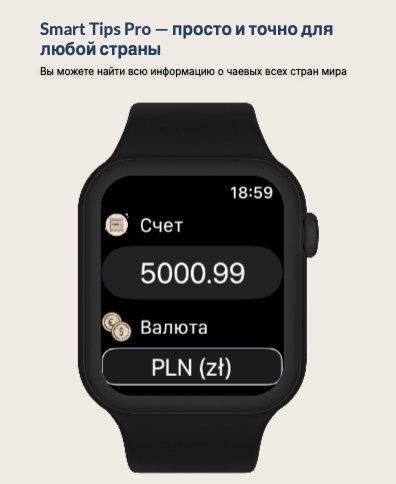 Smart Tips Pro — просто и точно для
любой страны
Вы можете найти всю информацию о чаевых всех стран мира
18:59
Счет
5000.99
Валюта
PLN (zł)